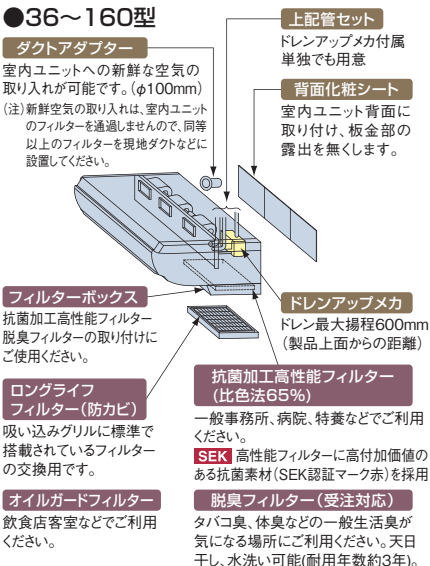 ●36～160型
ダクトアダプター
室内ユニットへの新鮮な空気の
取り入れが可能です。(φ100mm)
(注)新鮮空気の取り入れは、室内ユニット
のフィルターを通過しませんので、同等
以上のフィルターを現地ダクトなどに
設置してください。
上配管セット
ドレンアップメカ付属
単独でも用意
背面化粧シート
室内ユニット背面に
取り付け、板金部の
露出を無くします。
フィルターボックス
抗菌加工高性能フィルター
脱臭フィルターの取り付けに
ご使用ください。
ドレンアップメカ
ドレン最大揚程600mm
(製品上面からの距離)
ロングライフ
フィルター(防カビ)
吸い込みグリルに標準で
搭載されているフィルター
の交換用です。
抗菌加工高性能フィルター
(比色法65%)
一般事務所、病院、特養などでご利用
ください。
SEK 高性能フィルターに高付加価値の
ある抗菌素材(SEK認証マーク赤)を採用
オイルガードフィルター
飲食店客室などでご利用
ください。
脱臭フィルター(受注対応)
タバコ臭、体臭などの一般生活臭が
気になる場所にご利用ください。天日
干し、水洗い可能(耐用年数約3年)。